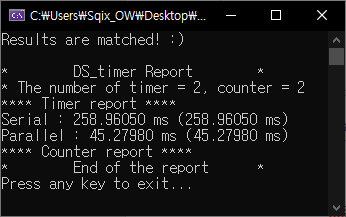 C:₩Users₩Sqix_OW₩Desktop₩...
Results are matched! :)
*        DS_timer Report        *
* The number of timer = 2, counter = 2
**** Timer report ****
Serial : 258.96050 ms (258.96050 ms)
Parallel : 45.27980 ms (45.27980 ms)
**** Counter report ****
*        End of the report      *
Press any key to exit...